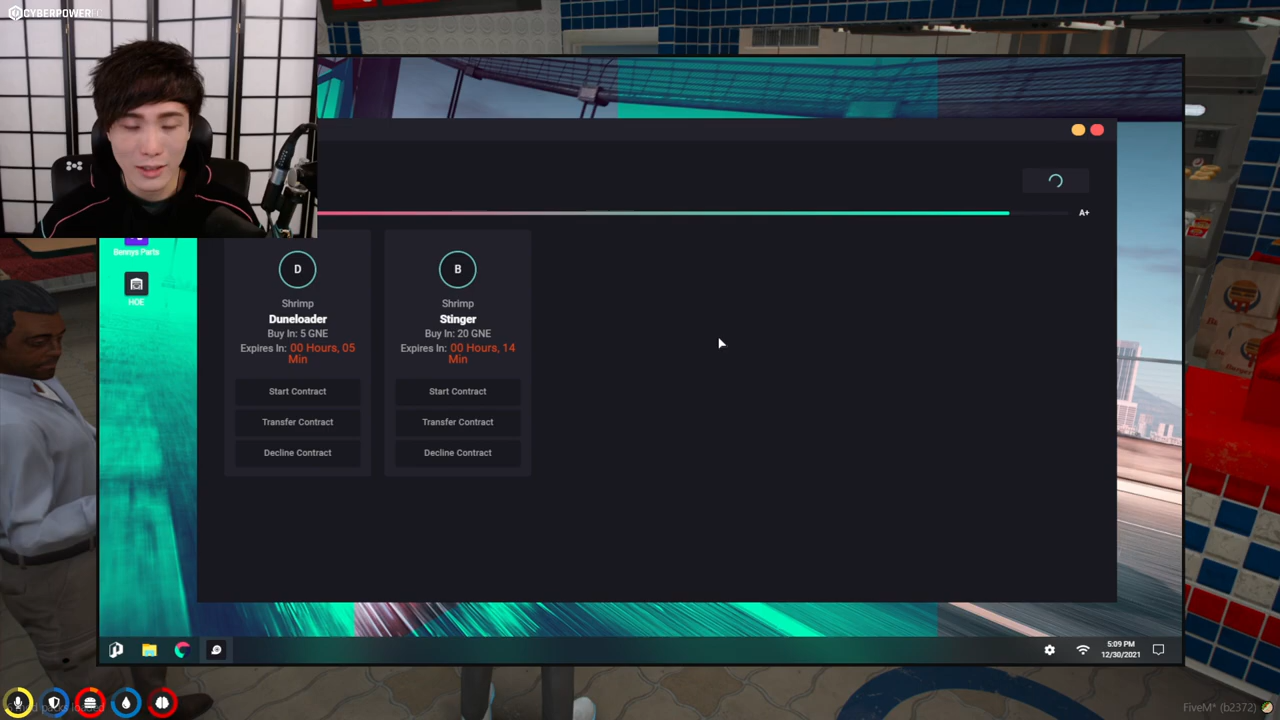 CYBERPOWER
A+
Bennys Parts
HOE
D
Shrimp
Duneloader
Buy In: 5 GNE
Expires In: 00 Hours, 05
Min
Start Contract
Transfer Contract
Decline Contract
B
Shrimp
Stinger
Buy In: 20 GNE
Expires In: 00 Hours, 14
Min
Start Contract
Transfer Contract
Decline Contract
5:09 PM
12/30/2021
FiveM* (b2372)